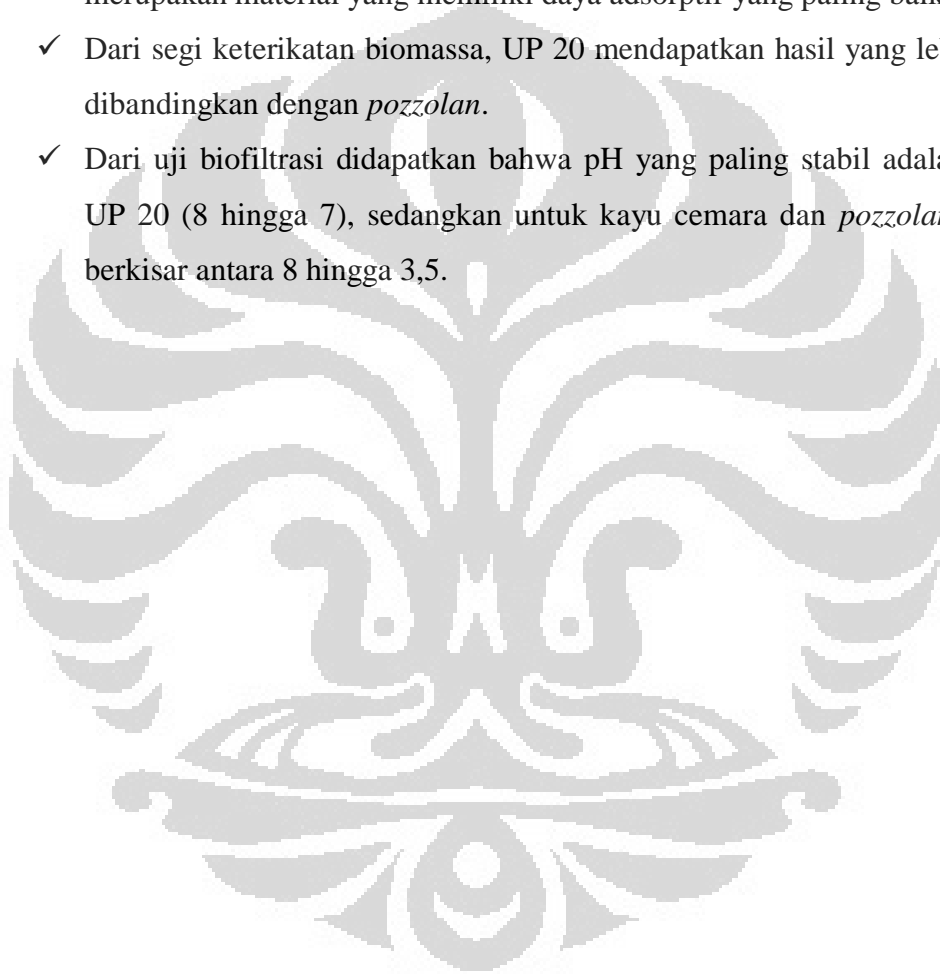 merupakan material yang memiliki daya adsorptif yang paling baik
✓ Dari segi keterikatan biomassa, UP 20 mendapatkan hasil yang
dibandingkan dengan pozzolan.
✓ Dari uji biofiltrasi didapatkan bahwa pH yang paling stabil
UP 20 (8 hingga 7), sedangkan untuk kayu cemara dan pozzolan
berkisar antara 8 hingga 3,5.